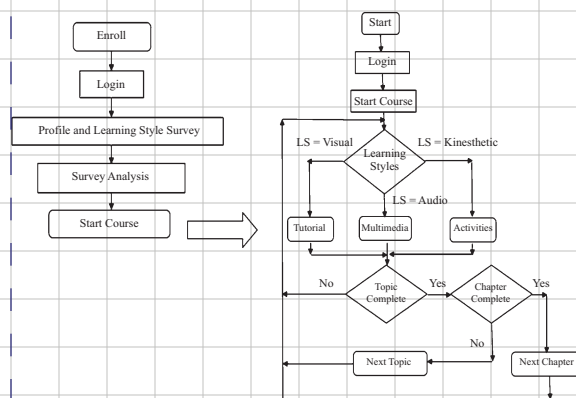 Enroll
Login
Profile and Learning Style Survey
Survey Analysis
Start Course
Start
Login
Start Course
LS = Visual
LS = Kinesthetic
Learning
Styles
LS = Audio
Tutorial
Multimedia
Activities
No
Topic
Complete
Yes
Chapter
Complete
Yes
No
Next Topic
Next Chapter